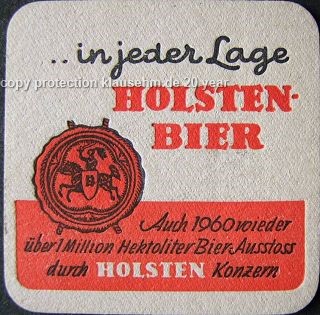 ..in jeder Lage
copy protection klausehm.de 20 year
HOLSTEN-
BIER
B
Auch 1960 wieder
über 1 Million Hektoliter Bier-Ausstoss
durch HOLSTEN Konzern